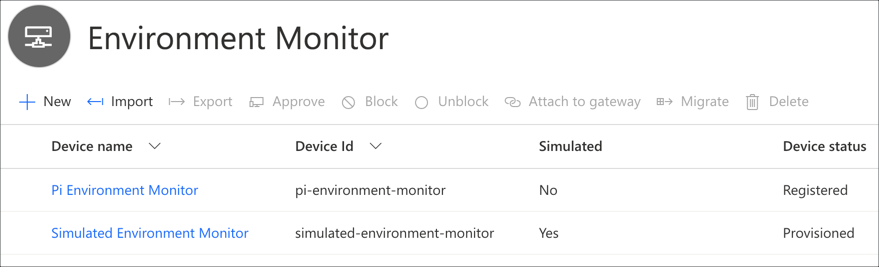 Environment Monitor
New Import Export Approve Block Unblock Attach to gateway Migrate Delete
Device name Device Id Simulated Device status
Pi Environment Monitor pi-environment-monitor No Registered
Simulated Environment Monitor simulated-environment-monitor Yes Provisioned